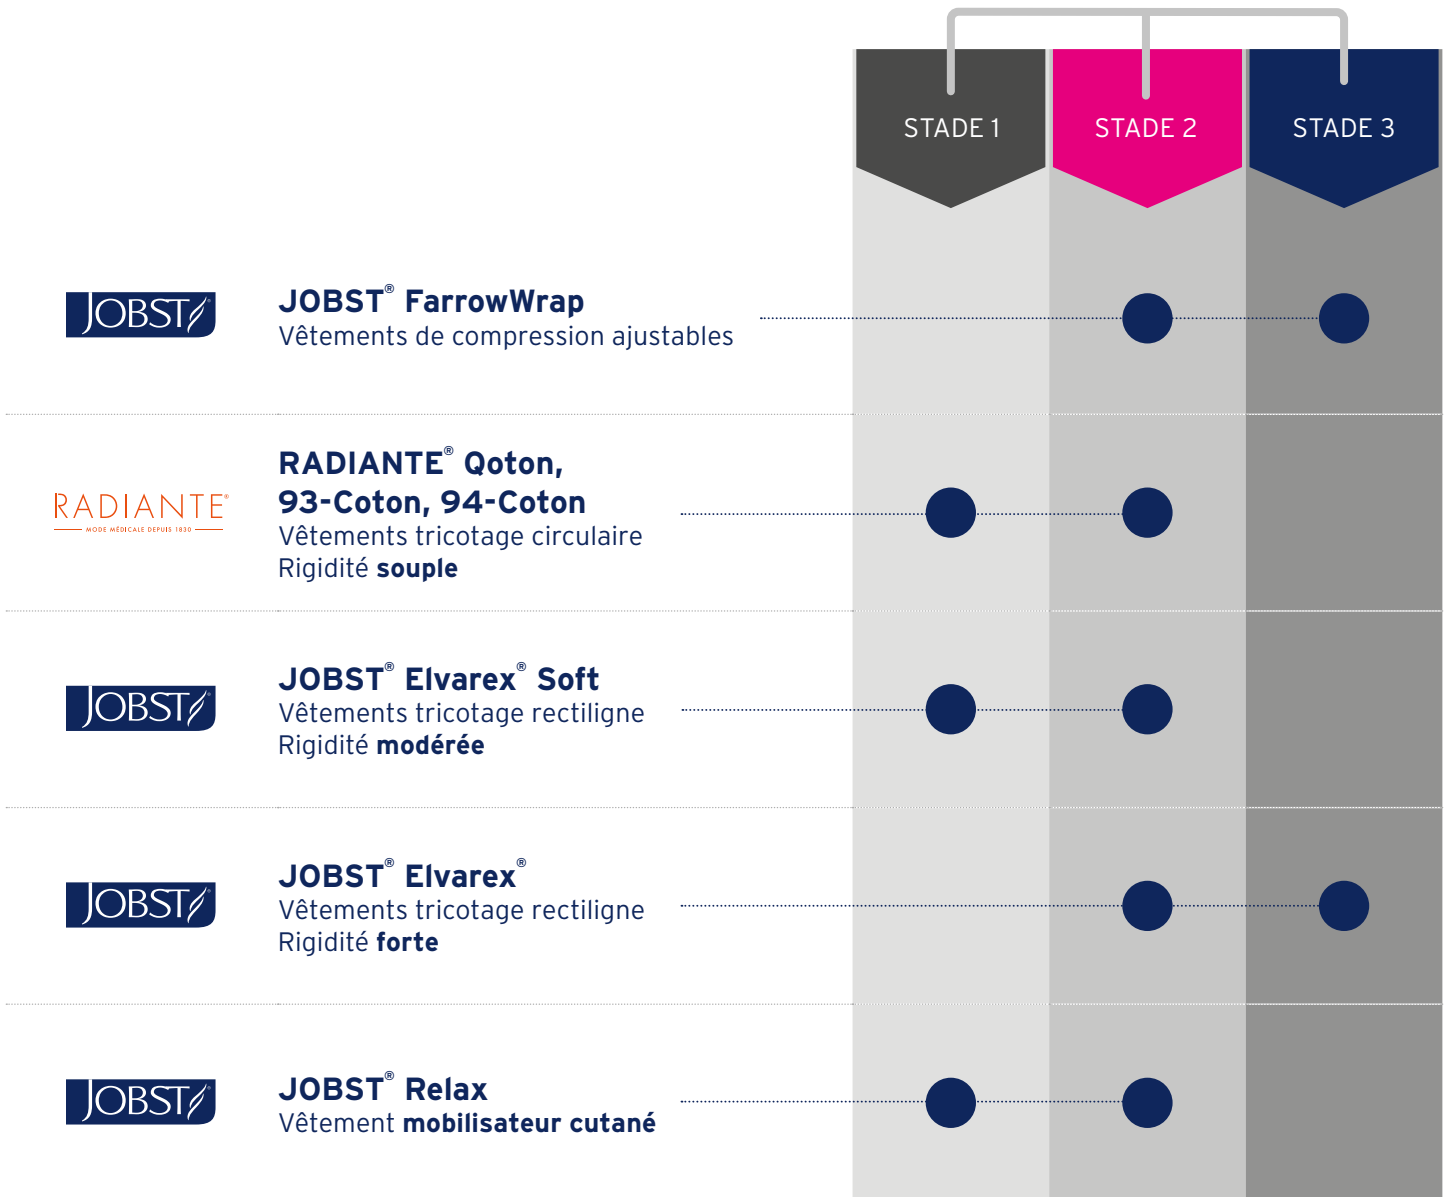 STADE 1
STADE 2
STADE 3
JOBST®
JOBST® FarrowWrap
Vêtements de compression ajustables
RADIANTE®
MODE MÉDICALE DEPUIS 1830
RADIANTE® Qoton,
93-Coton, 94-Coton
Vêtements tricotage circulaire
Rigidité souple
JOBST®
JOBST® Elvarex® Soft
Vêtements tricotage rectiligne
Rigidité modérée
JOBST®
JOBST® Elvarex®
Vêtements tricotage rectiligne
Rigidité forte
JOBST®
JOBST® Relax
Vêtement mobilisateur cutané